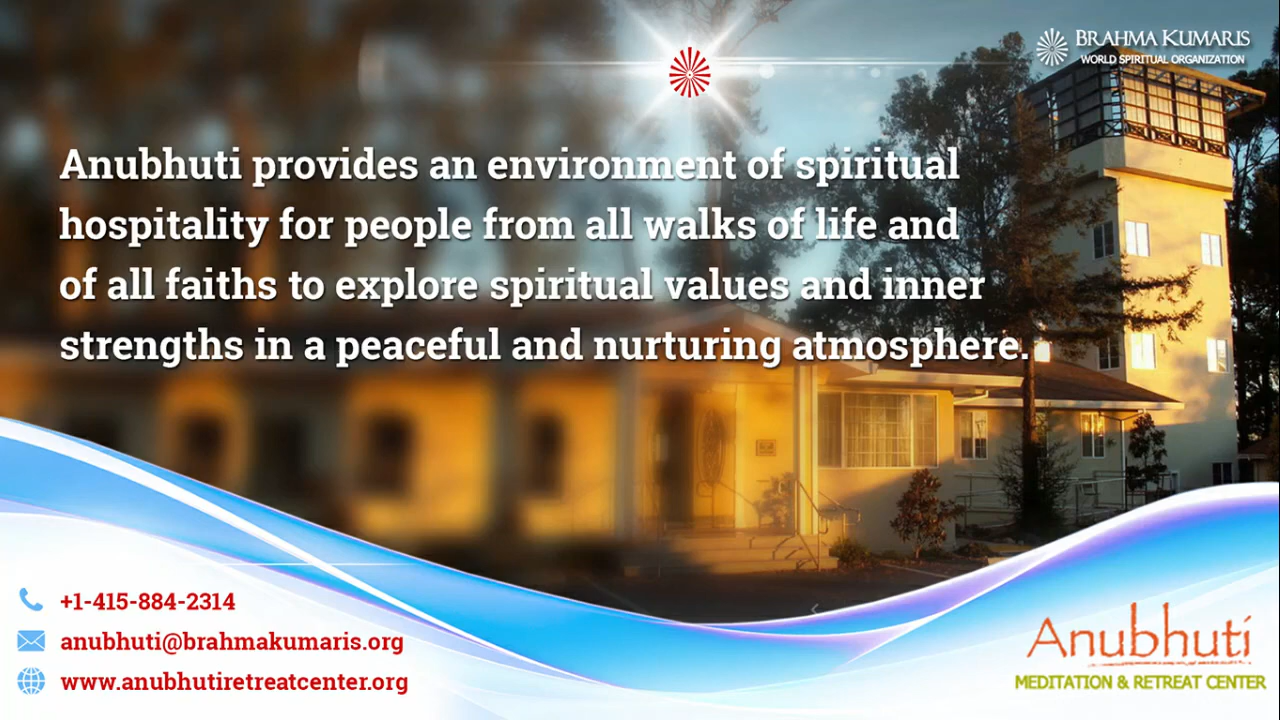 BRAHMA KUMARIS
WORLD SPIRITUAL ORGANIZATION
Anubhuti provides an environment of spiritual
hospitality for people from all walks of life and
of all faiths to explore spiritual values and inner
strengths in a peaceful and nurturing atmosphere.
+1-415-884-2314
anubhuti@brahmakumaris.org
www.anubhutiretreatcenter.org
Anubhuti
MEDITATION & RETREAT CENTER